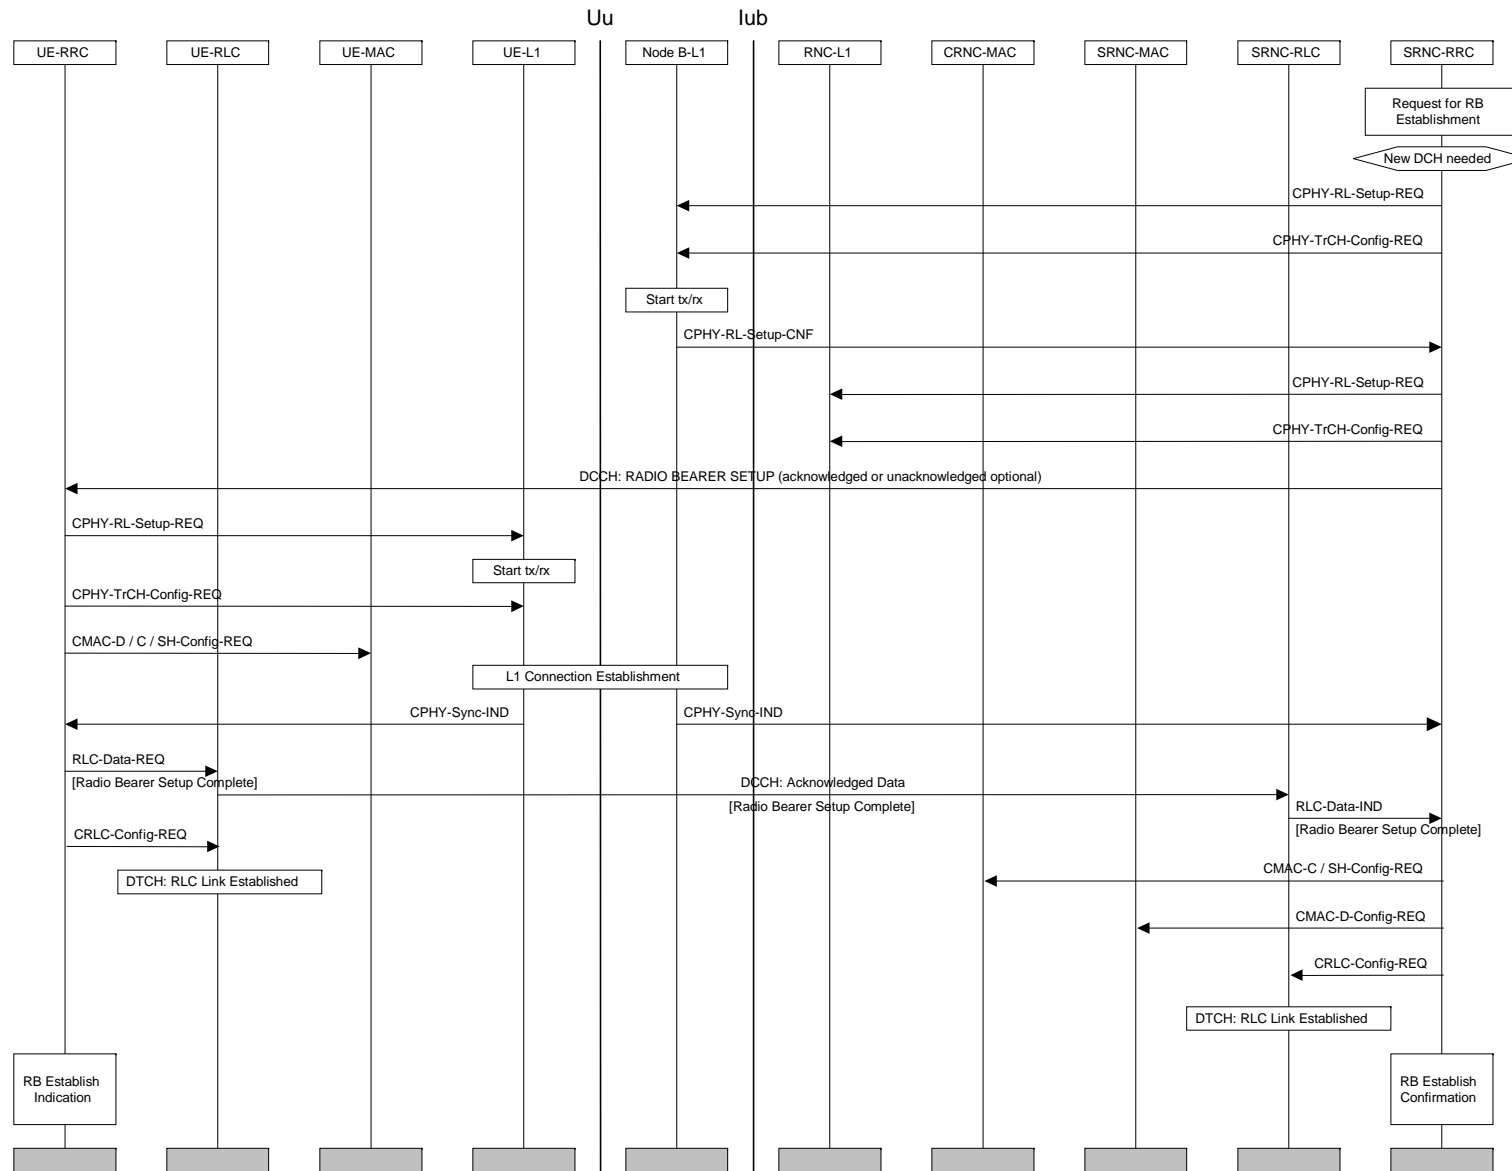 Uu
Iub
UE-RRC
UE-RLC
UE-MAC
UE-L1
Node B-L1
RNC-L1
CRNC-MAC
SRNC-MAC
SRNC-RLC
SRNC-RRC
Request for RB
Establishment
New DCH needed
CPHY-RL-Setup-REQ
CPHY-TrCH-Config-REQ
Start tx/rx
CPHY-RL-Setup-CNF
CPHY-RL-Setup-REQ
CPHY-TrCH-Config-REQ
DCCH: RADIO BEARER SETUP (acknowledged or unacknowledged optional)
CPHY-RL-Setup-REQ
Start tx/rx
CPHY-TrCH-Config-REQ
CMAC-D / C / SH-Config-REQ
L1 Connection Establishment
CPHY-Sync-IND
CPHY-Sync-IND
RLC-Data-REQ
[Radio Bearer Setup Complete]
DCCH: Acknowledged Data
[Radio Bearer Setup Complete]
RLC-Data-IND
[Radio Bearer Setup Complete]
CRLC-Config-REQ
CMAC-C / SH-Config-REQ
DTCH: RLC Link Established
CMAC-D-Config-REQ
CRLC-Config-REQ
DTCH: RLC Link Established
RB Establish
Indication
RB Establish
Confirmation